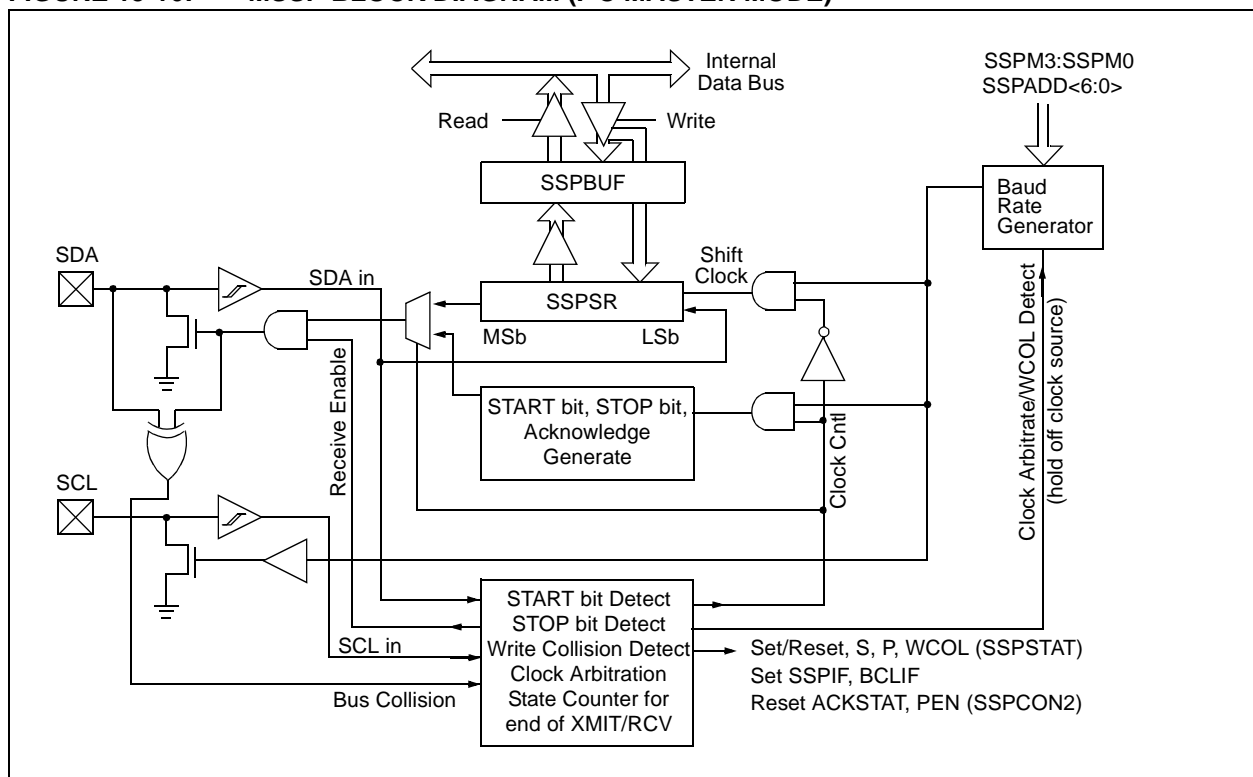 Internal
Data Bus
SSPM3:SSPM0
SSPADD<6:0>
Read
Write
SSPBUF
Baud
Rate
Generator
SDA
SDA in
Shift
Clock
SSPSR
MSb
LSb
START bit, STOP bit,
Acknowledge
Generate
Receive Enable
Clock Cntl
Clock Arbitrate/WCOL Detect
(hold off clock source)
SCL
SCL in
Bus Collision
START bit Detect
STOP bit Detect
Write Collision Detect
Clock Arbitration
State Counter for
end of XMIT/RCV
Set/Reset, S, P, WCOL (SSPSTAT)
Set SSPIF, BCLIF
Reset ACKSTAT, PEN (SSPCON2)